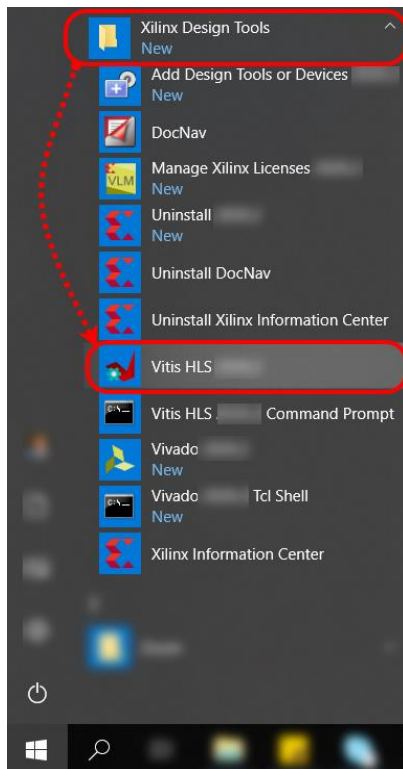 Xilinx Design Tools
New
Add Design Tools or Devices
New
DocNav
VLM
Manage Xilinx Licenses
New
Uninstall
New
Uninstall DocNav
Uninstall Xilinx Information Center
Vitis HLS
Vitis HLS Command Prompt
Vivado
New
Vivado Tcl Shell
New
Xilinx Information Center